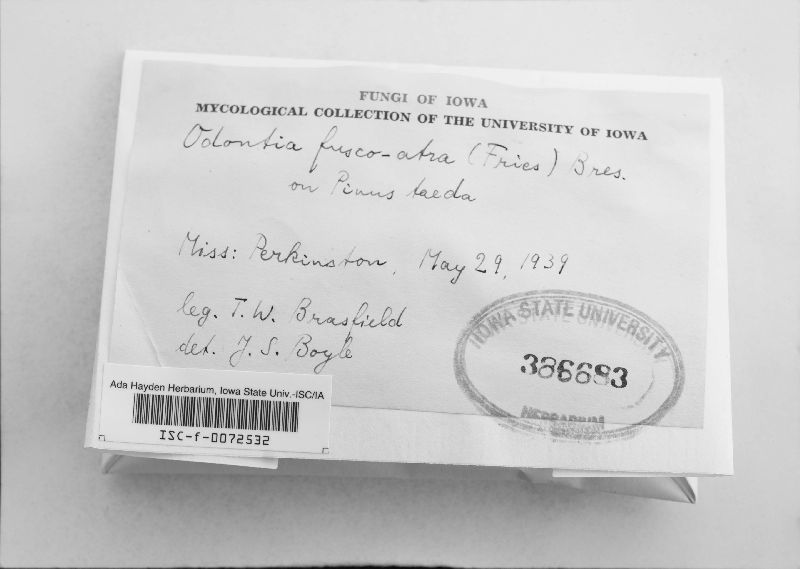 FUNGI OF IOWA
MYCOLOGICAL COLLECTION OF THE UNIVERSITY OF IOWA
Odontia fusco-atra (Fries) Bres.
on Pinus taeda
Miss: Perkinston, May 29, 1939
leg. T. W. Brasfield
det. J. S. Boyle
IOWA STATE UNIVERSITY
386683
HERBARIUM
Ada Hayden Herbarium, Iowa State Univ.-ISC/IA
ISC-f-0072532